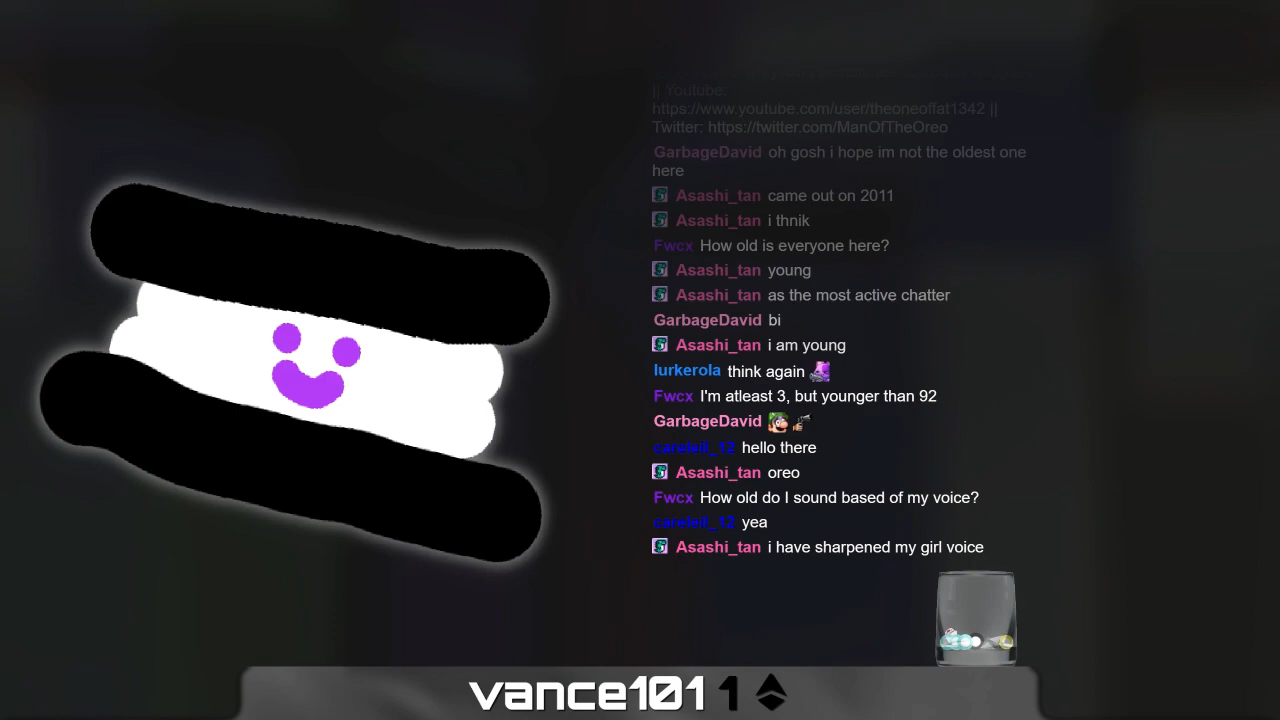 || Youtube:
https://www.youtube.com/user/theoneoffat1342 ||
Twitter: https://twitter.com/ManOfTheOreo
GarbageDavid oh gosh i hope im not the oldest one
here
Asashi_tan came out on 2011
Asashi_tan i thnik
Fwcx How old is everyone here?
Asashi_tan young
Asashi_tan as the most active chatter
GarbageDavid bi
Asashi_tan i am young
lurkerola think again
Fwcx I'm atleast 3, but younger than 92
GarbageDavid
hello there
Asashi_tan oreo
Fwcx How old do I sound based of my voice?
yea
Asashi_tan i have sharpened my girl voice
vance101 1